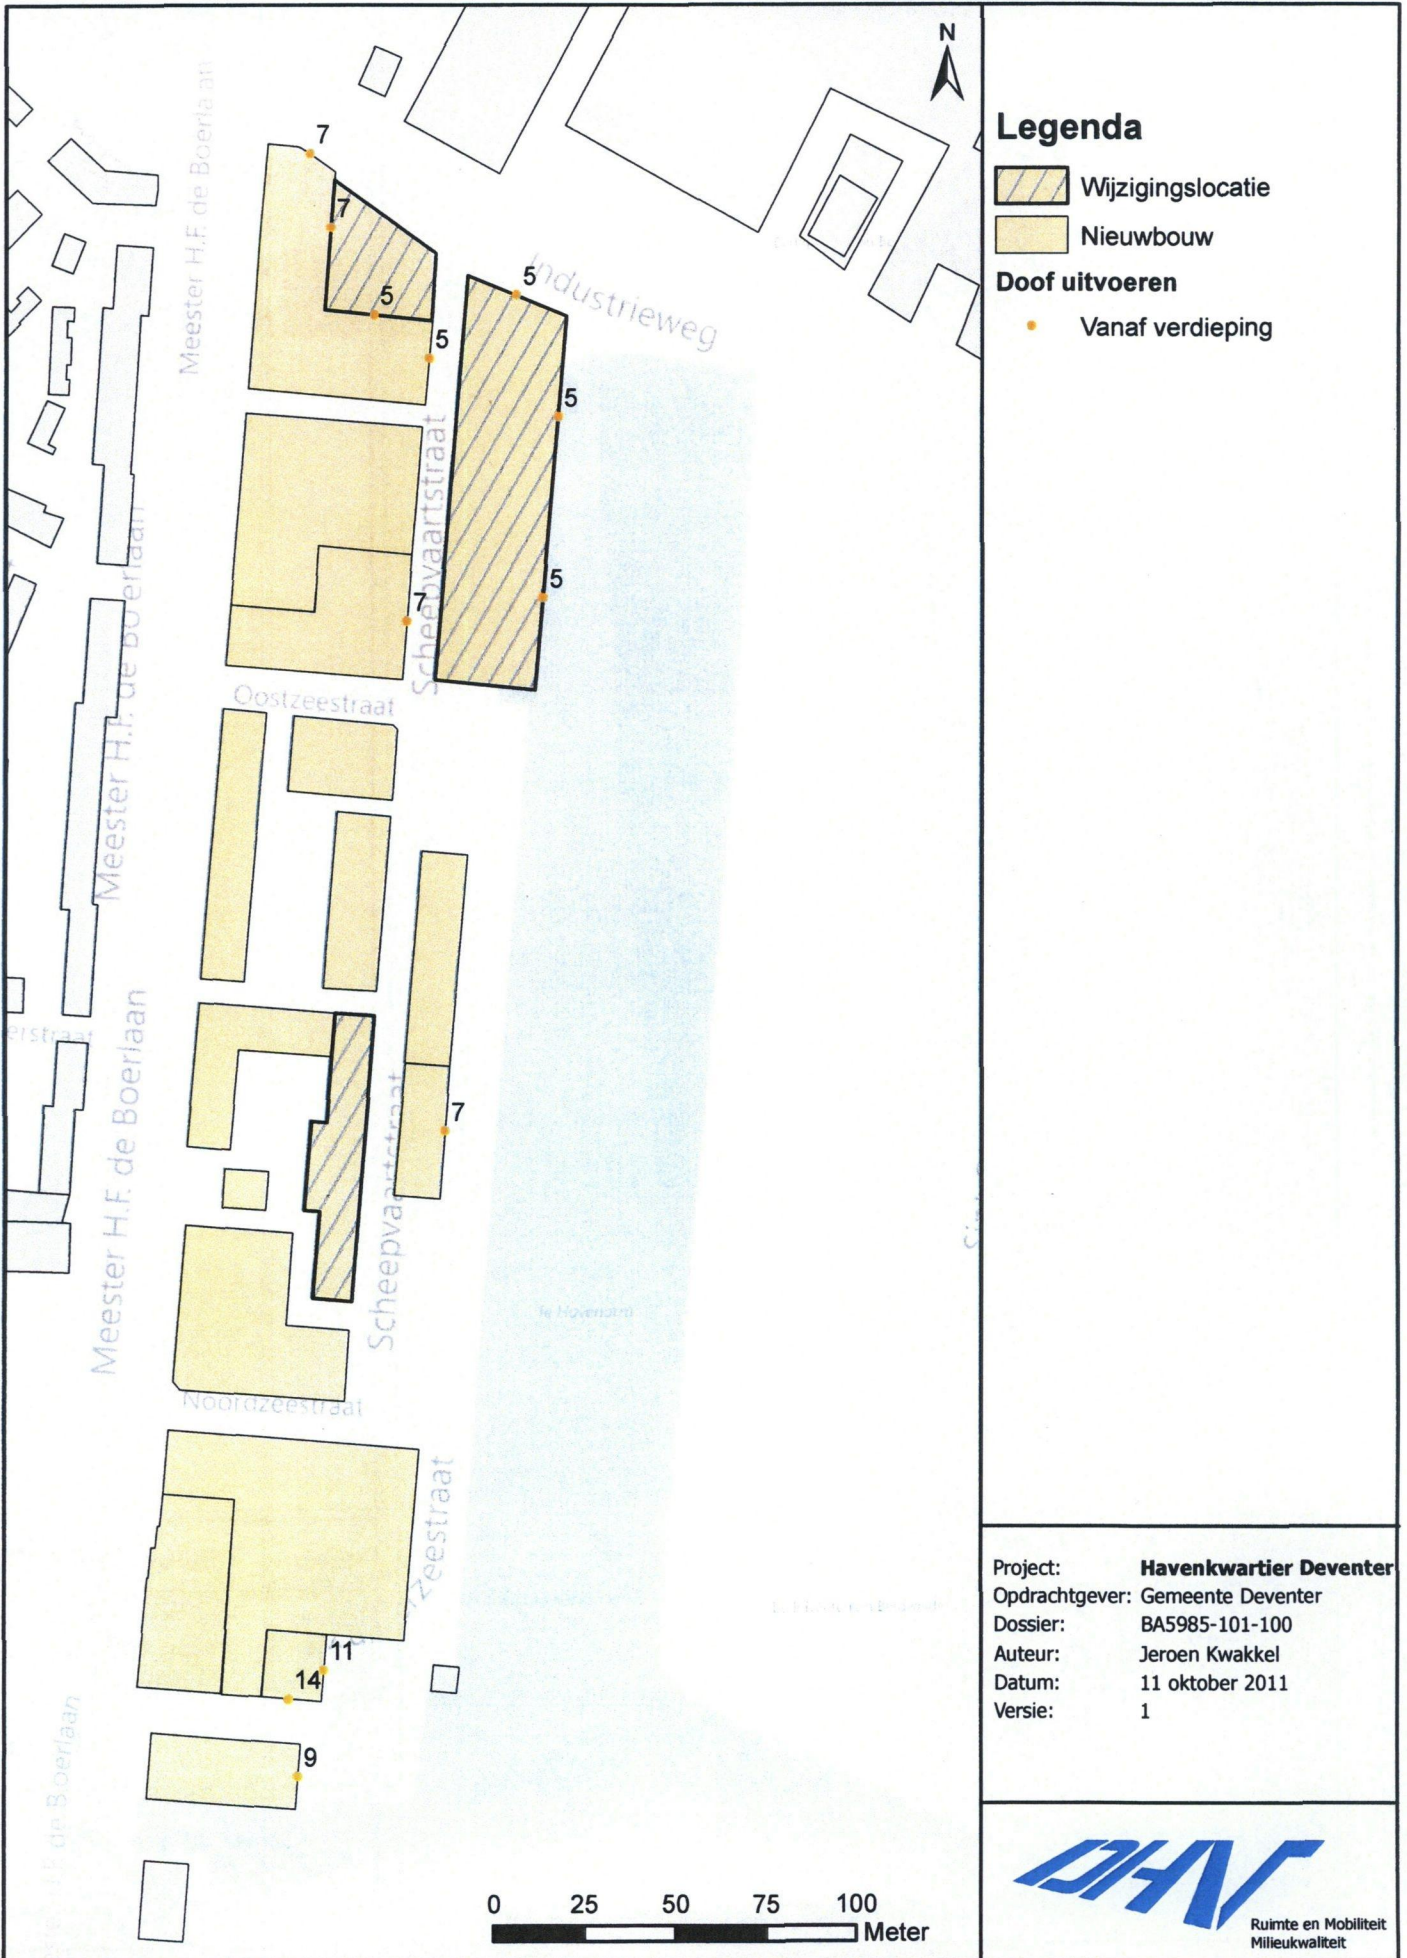 N
Meester H.F. de Boerlaan
7
7
5
5
5
Industrieweg
5
Scheepvaartstraat
5
7
Meester H.F. de Boerlaan
Oostzeestraat
Meester H.F. de Boerlaan
Scheepvaartstraat
7
1e Havenarm
Noordzeestraat
11
14
9
de Boerlaan
0 25 50 75 100
Meter
Legenda
Wijzigingslocatie
Nieuwbouw
Doof uitvoeren
Vanaf verdieping
Project: Havenkwartier Deventer
Opdrachtgever: Gemeente Deventer
Dossier: BA5985-101-100
Auteur: Jeroen Kwakkel
Datum: 11 oktober 2011
Versie: 1
DHV
Ruimte en Mobiliteit
Milieukwaliteit